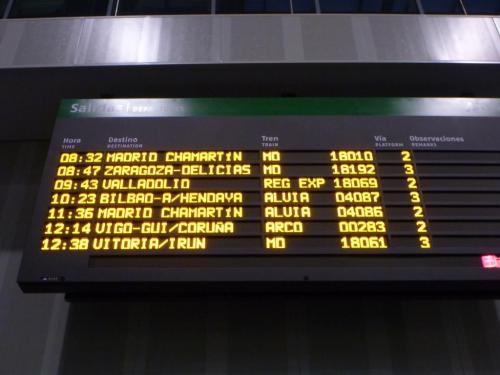 Salidas DEPARTURES
Hora Destino Tren Vía Observaciones
TIME DESTINATION TRAIN PLATFORM REMARKS
08:32 MADRID CHAMARTIN MD 18010 2
08:47 ZARAGOZA-DELICIAS MD 18192 3
09:43 VALLADOLID REG EXP 18069 2
10:23 BILBAO-A/HENDAYA ALVIA 04087 3
11:36 MADRID CHAMARTIN ALVIA 04086 2
12:14 VIGO-GUI/CORUÑA ARCO 00283 2
12:38 VITORIA/IRUN MD 18061 3